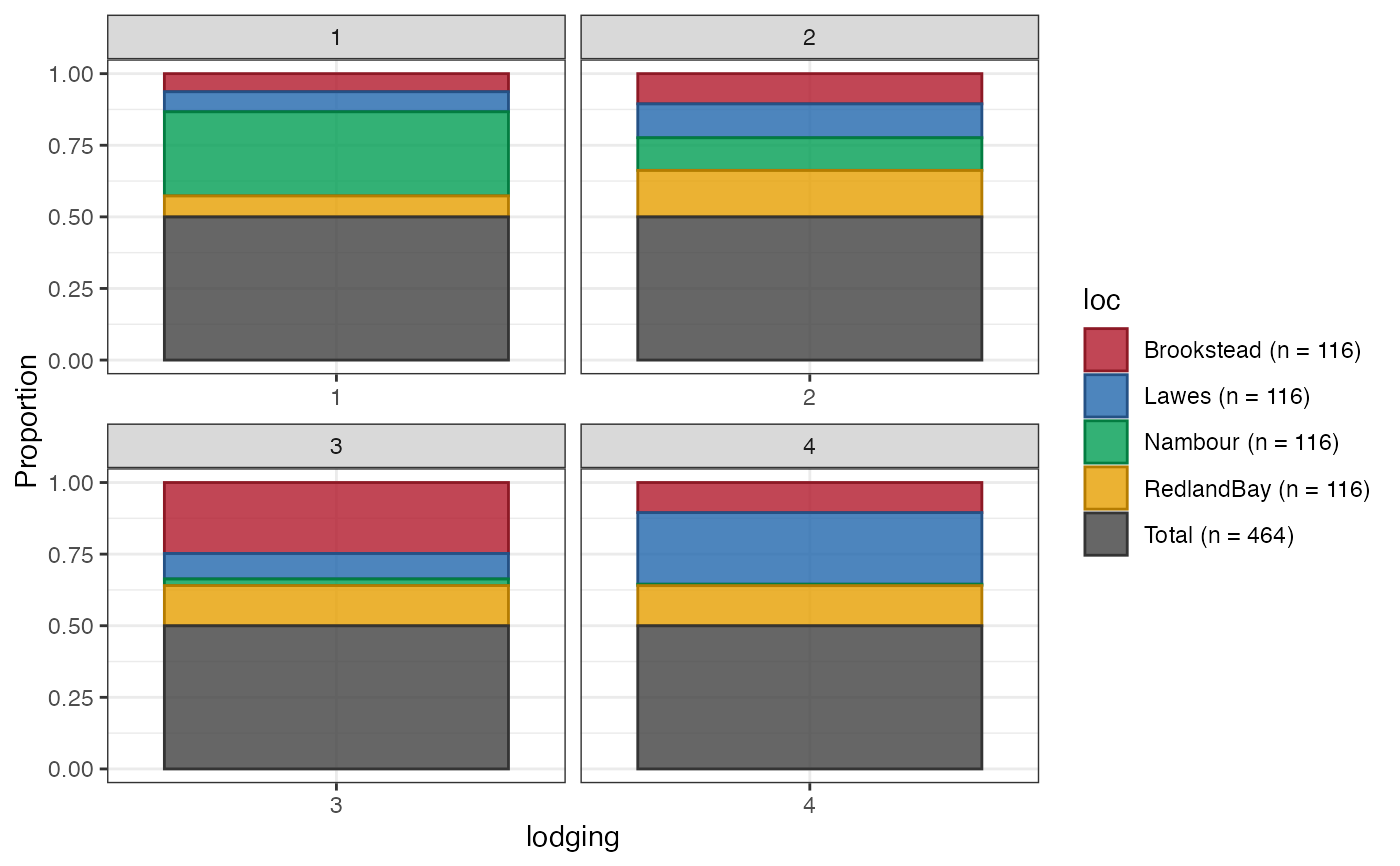 1
2
1.00
0.75
0.50
0.25
0.00
1
2
3
4
1.00
0.75
0.50
0.25
0.00
3
4
Proportion
lodging
loc
Brookstead (n = 116)
Lawes (n = 116)
Nambour (n = 116)
RedlandBay (n = 116)
Total (n = 464)